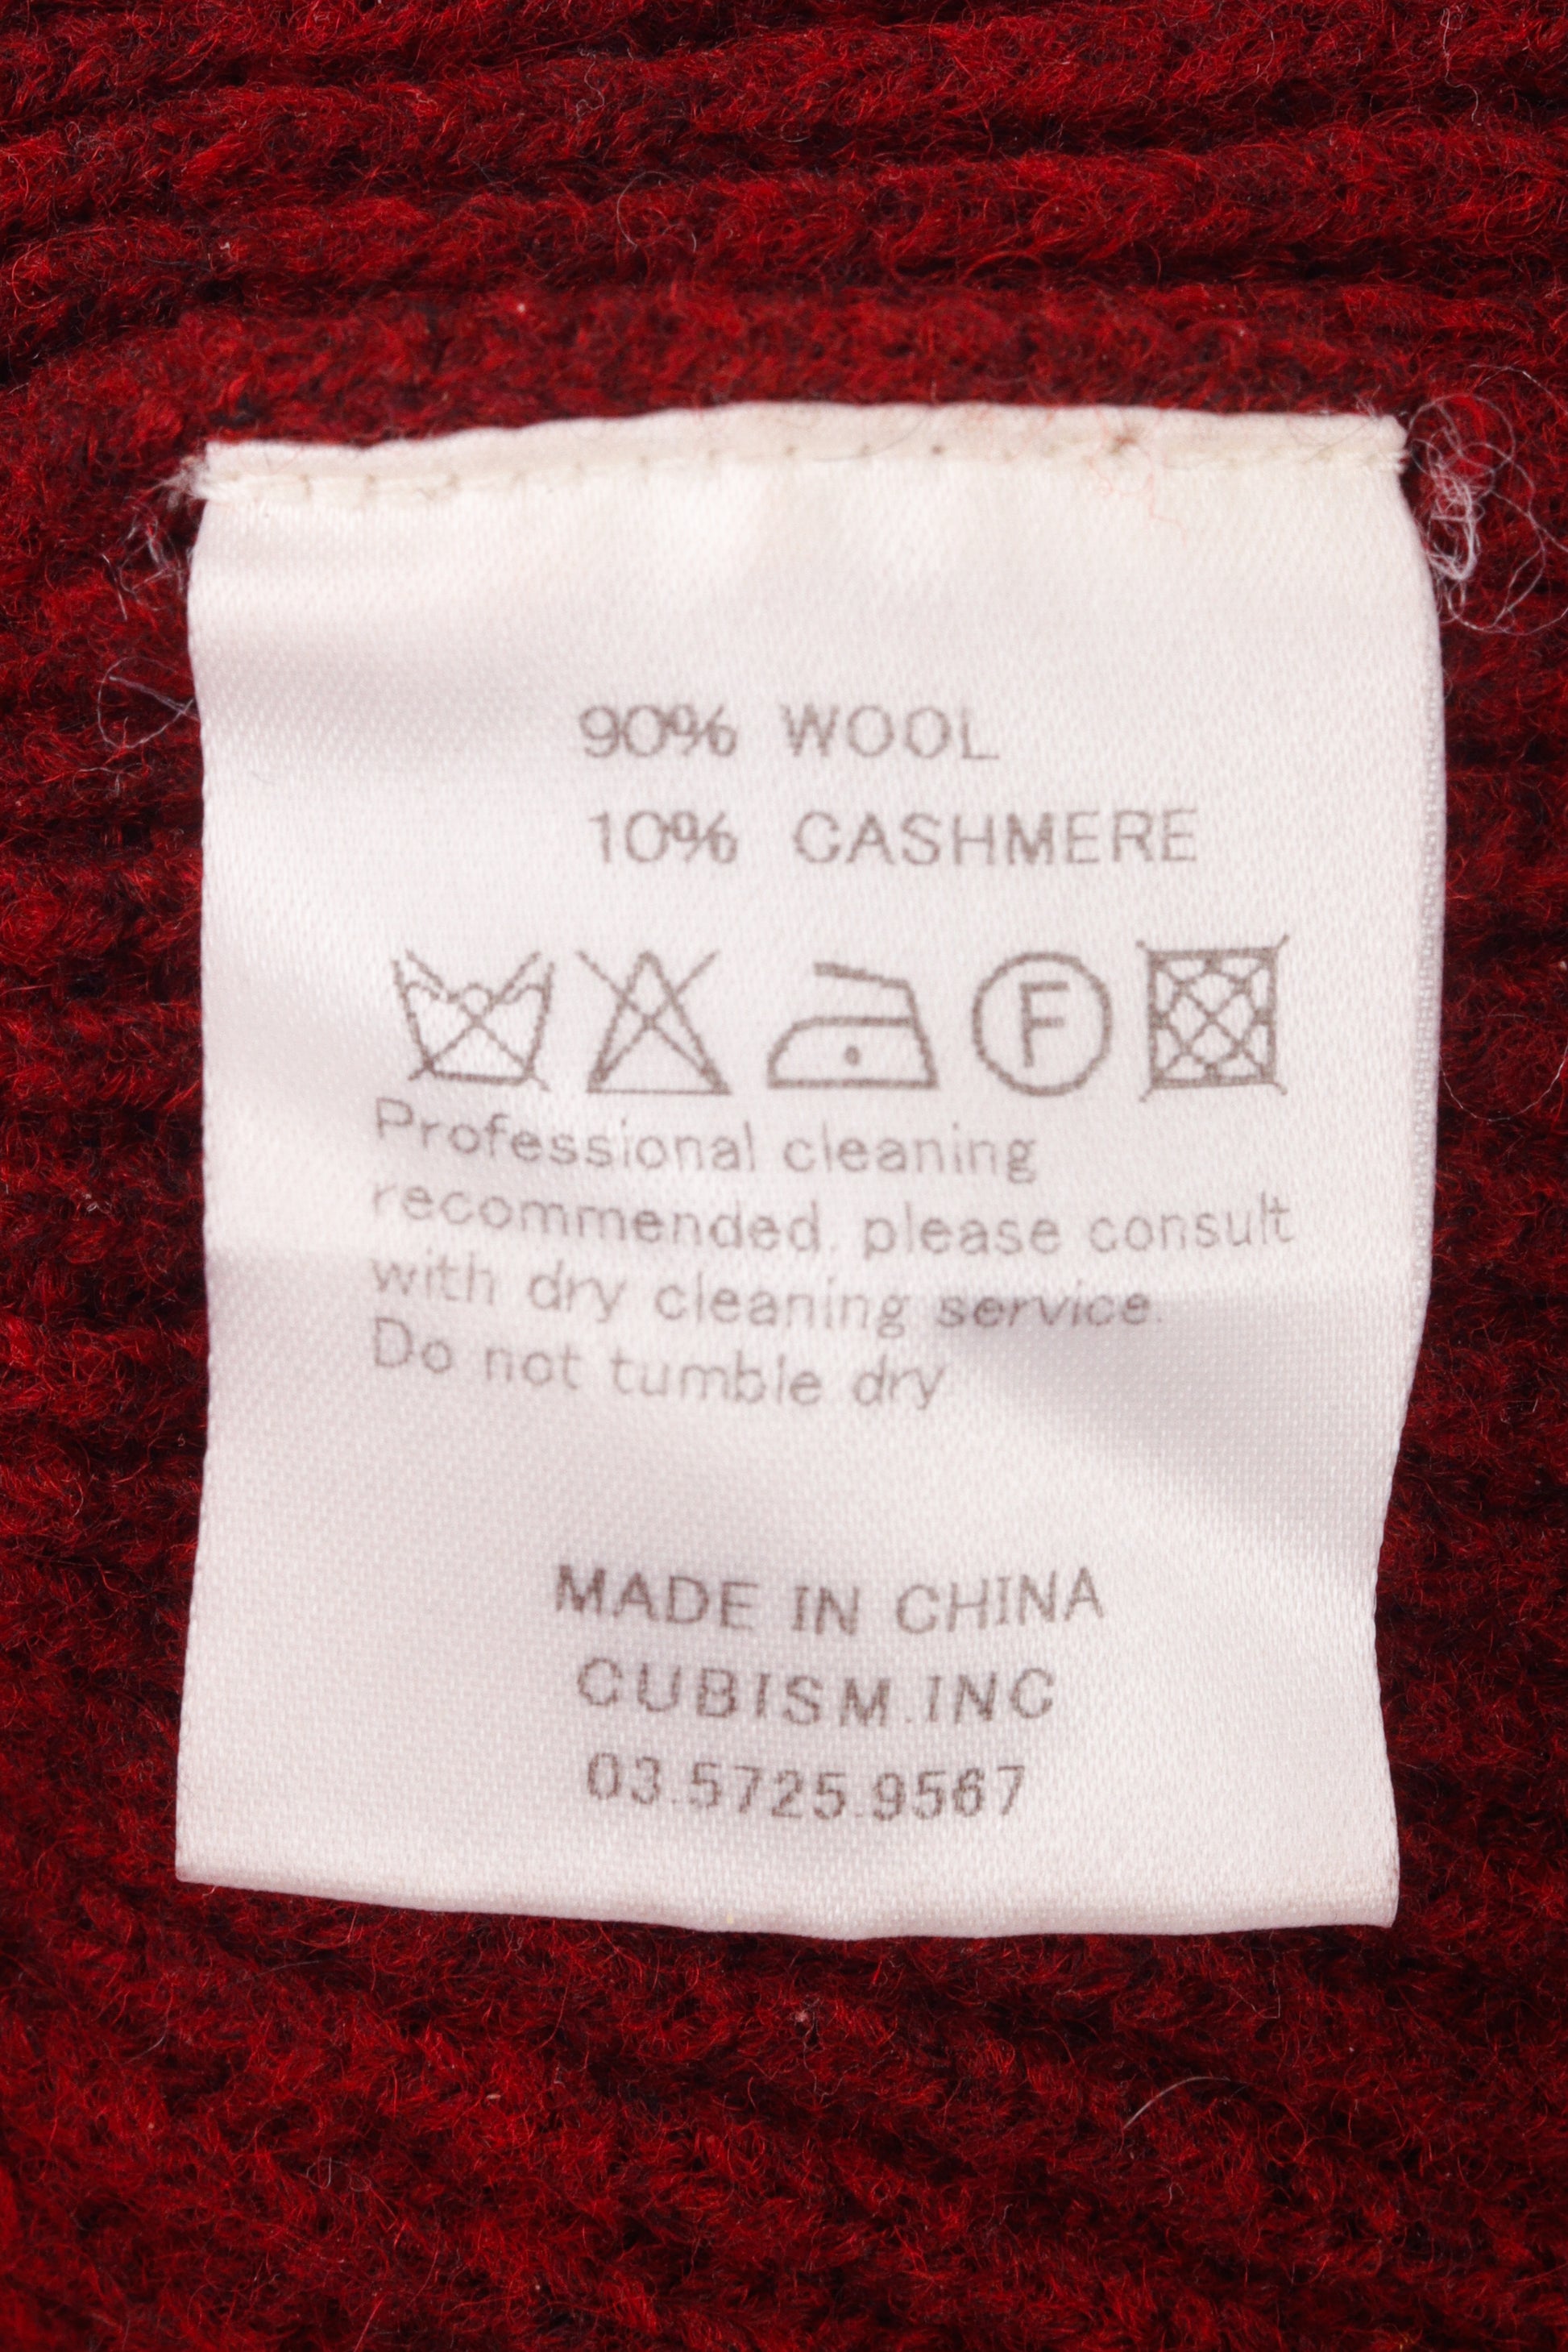 90% WOOL
10% CASHMERE
F
Professional cleaning
recommended. please consult
with dry cleaning service.
Do not tumble dry
MADE IN CHINA
CUBISM.INC
03.5725.9567